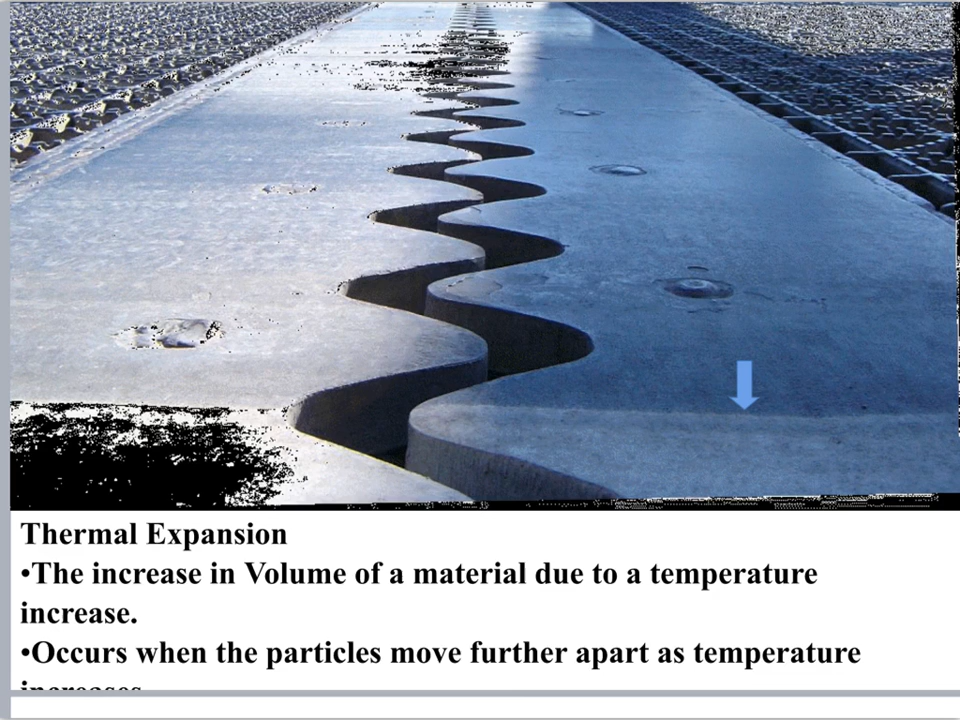 Thermal Expansion
•The increase in Volume of a material due to a temperature
increase.
•Occurs when the particles move further apart as temperature
increases